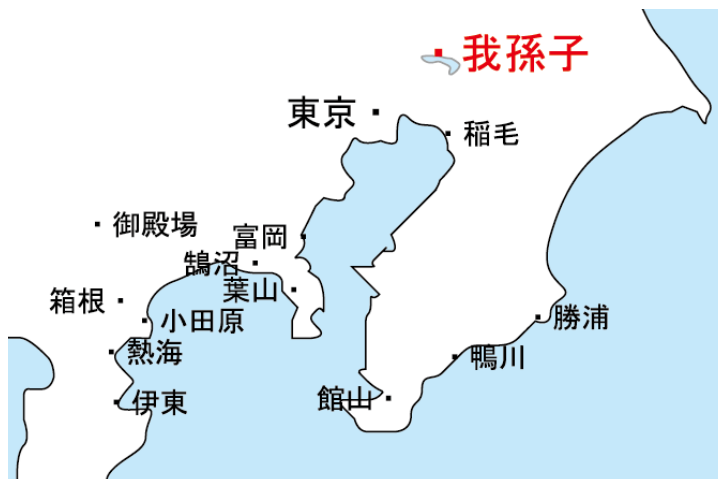 我孫子
東京
稲毛
御殿場
富岡
鵠沼
葉山
箱根
小田原
勝浦
熱海
鴨川
伊東
館山